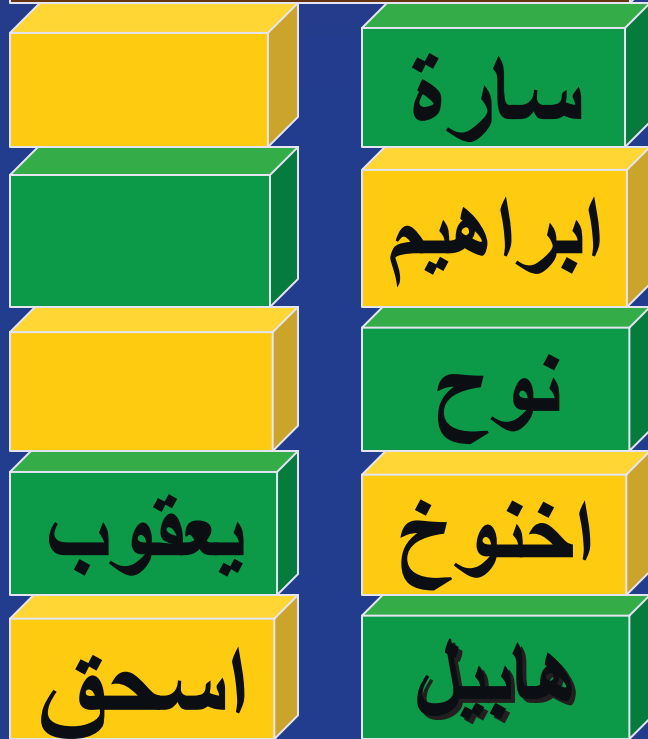 سارة
ابراهيم
نوح
اخنوخ
يعقوب
هابيل
اسحق